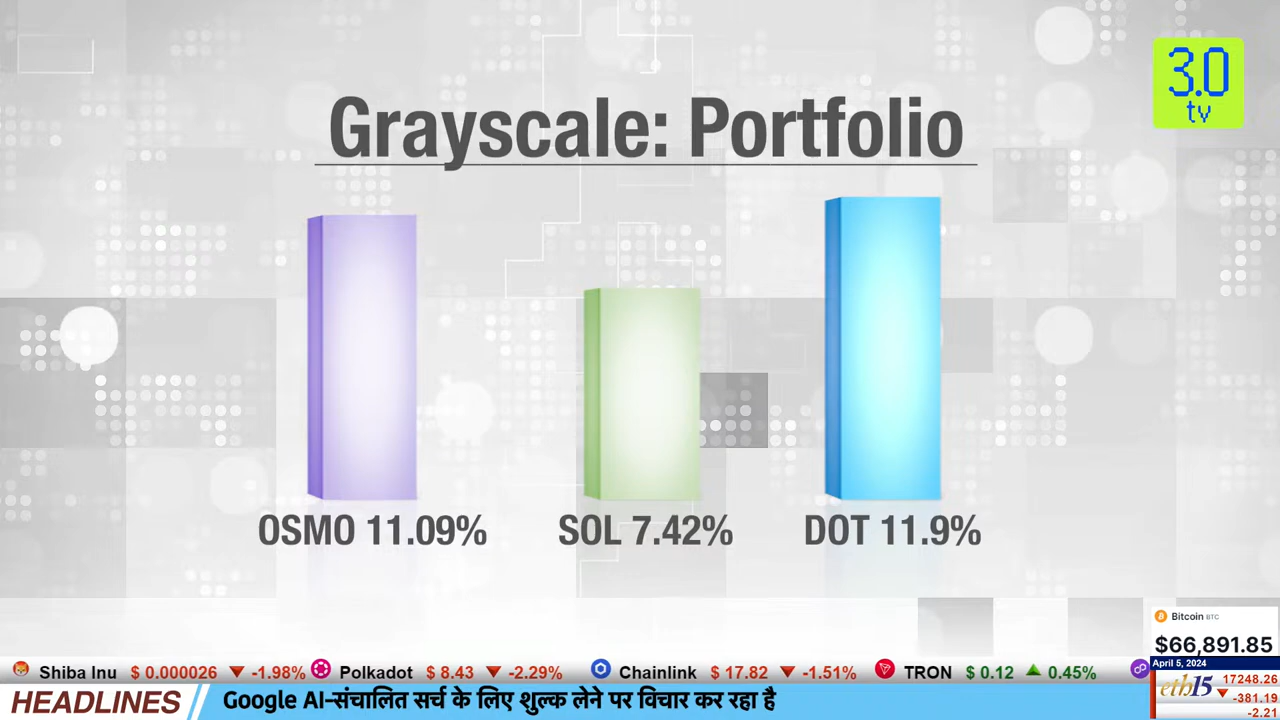 3.0
tv
Grayscale: Portfolio
OSMO 11.09%
SOL 7.42%
DOT 11.9%
Bitcoin BTC
$66,891.85
April 5, 2024
Shiba Inu $ 0.000026 ▼ -1.98% Polkadot $ 8.43 ▼ -2.29% Chainlink $ 17.82 ▼ -1.51% TRON $ 0.12 ▲ 0.45%
eth15 ▼ 17248.26
-381.19
-2.21
HEADLINES Google AI-संचालित सर्च के लिए शुल्क लेने पर विचार कर रहा है